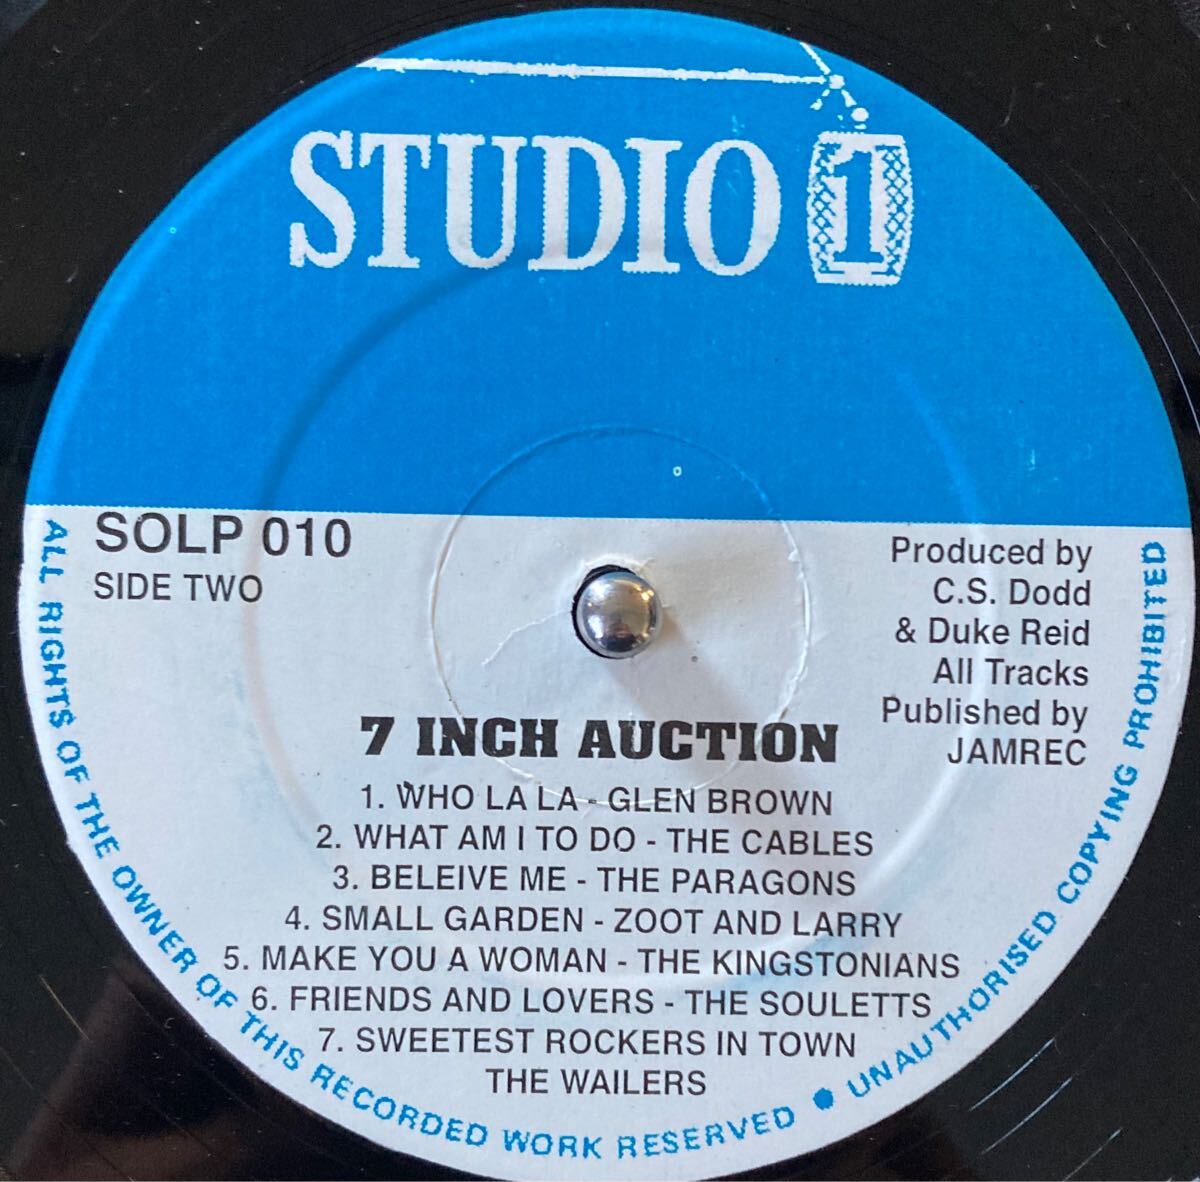 STUDIO 1
SOLP 010
SIDE TWO
Produced by
C.S. Dodd
& Duke Reid
All Tracks
Published by
JAMREC
7 INCH AUCTION
1. WHO LA LA - GLEN BROWN
2. WHAT AM I TO DO - THE CABLES
3. BELEIVE ME - THE PARAGONS
4. SMALL GARDEN - ZOOT AND LARRY
5. MAKE YOU A WOMAN - THE KINGSTONIANS
6. FRIENDS AND LOVERS - THE SOULETTS
7. SWEETEST ROCKERS IN TOWN
THE WAILERS
ALL RIGHTS OF THE OWNER OF THIS RECORDED WORK RESERVED • UNAUTHORISED COPYING PROHIBITED